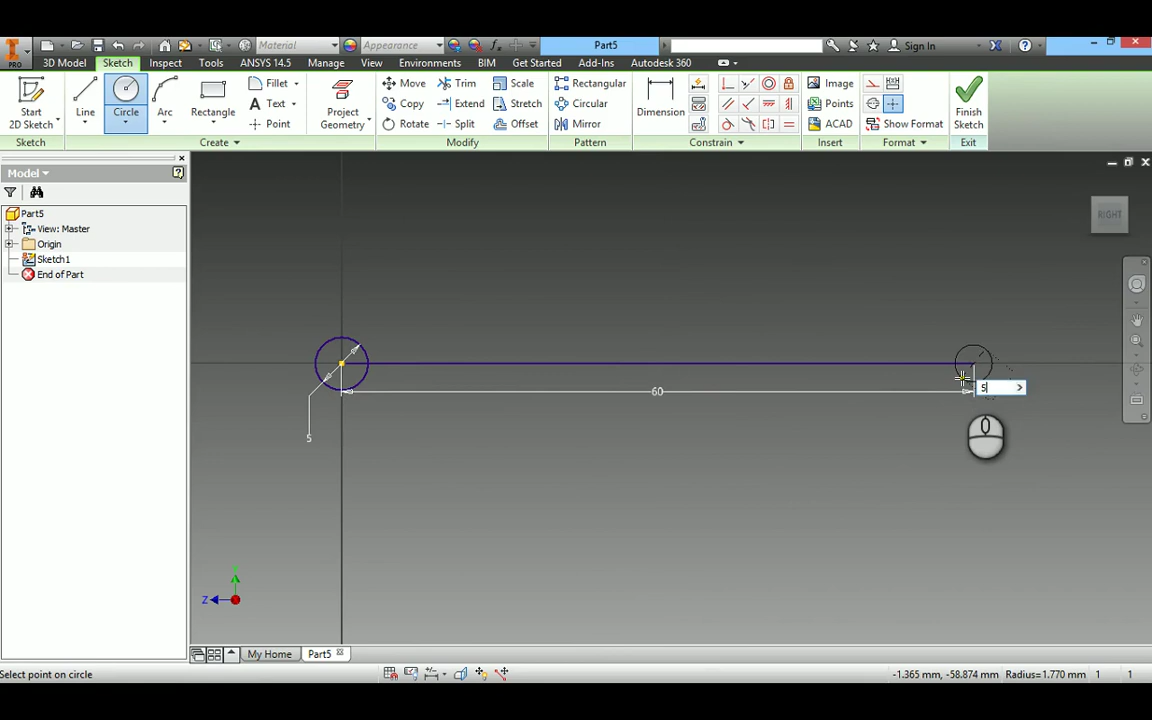 Material
Appearance
Part5
Sign In
PRO
3D Model
Sketch
Inspect
Tools
ANSYS 14.5
Manage
View
Environments
BIM
Get Started
Add-Ins
Autodesk 360
Start
2D Sketch
Line
Circle
Arc
Rectangle
Fillet
Text
Point
Project
Geometry
Move
Copy
Rotate
Trim
Extend
Split
Scale
Stretch
Offset
Rectangular
Circular
Mirror
Dimension
Image
Points
ACAD
Show Format
Finish
Sketch
Sketch
Create
Modify
Pattern
Constrain
Insert
Format
Exit
Model
Part5
View: Master
Origin
Sketch1
End of Part
RIGHT
5
60
5
Z
My Home
Part5
Select point on circle
-1.365 mm, -58.874 mm
Radius=1.770 mm
1
1